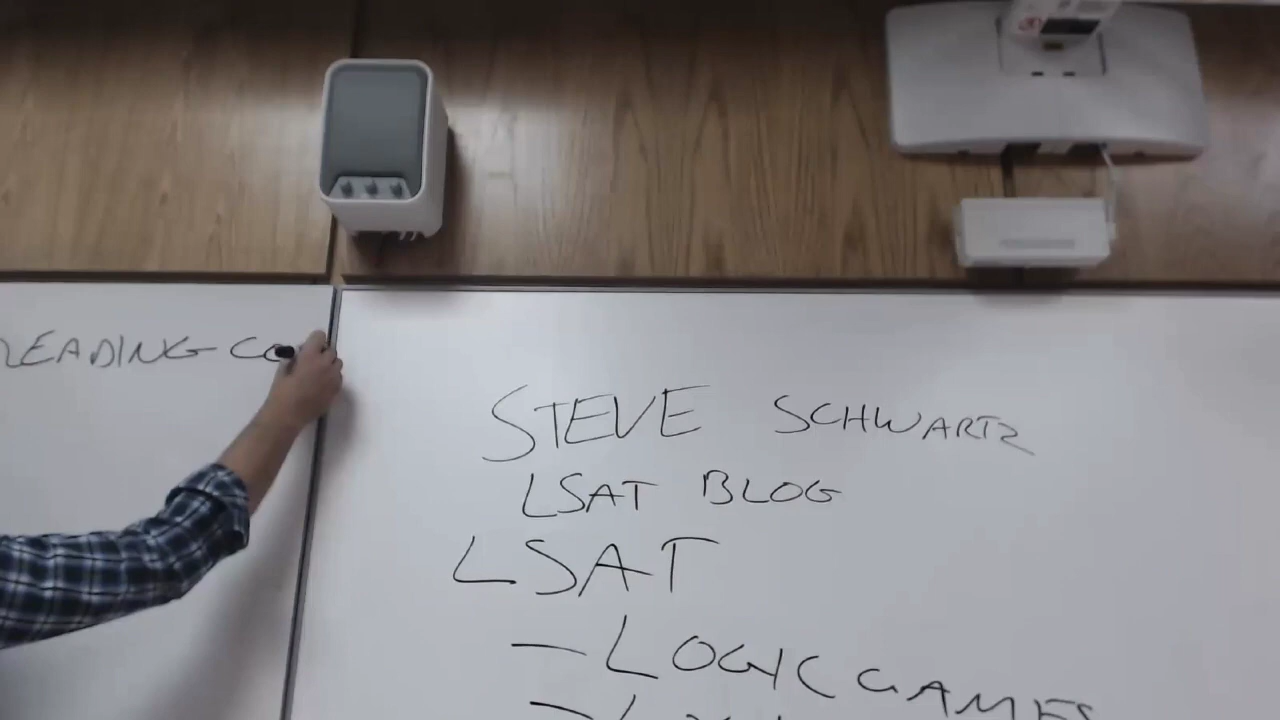 READING CO
STEVE SCHWARTZ
LSAT BLOG
LSAT
- LOGIC GAMES